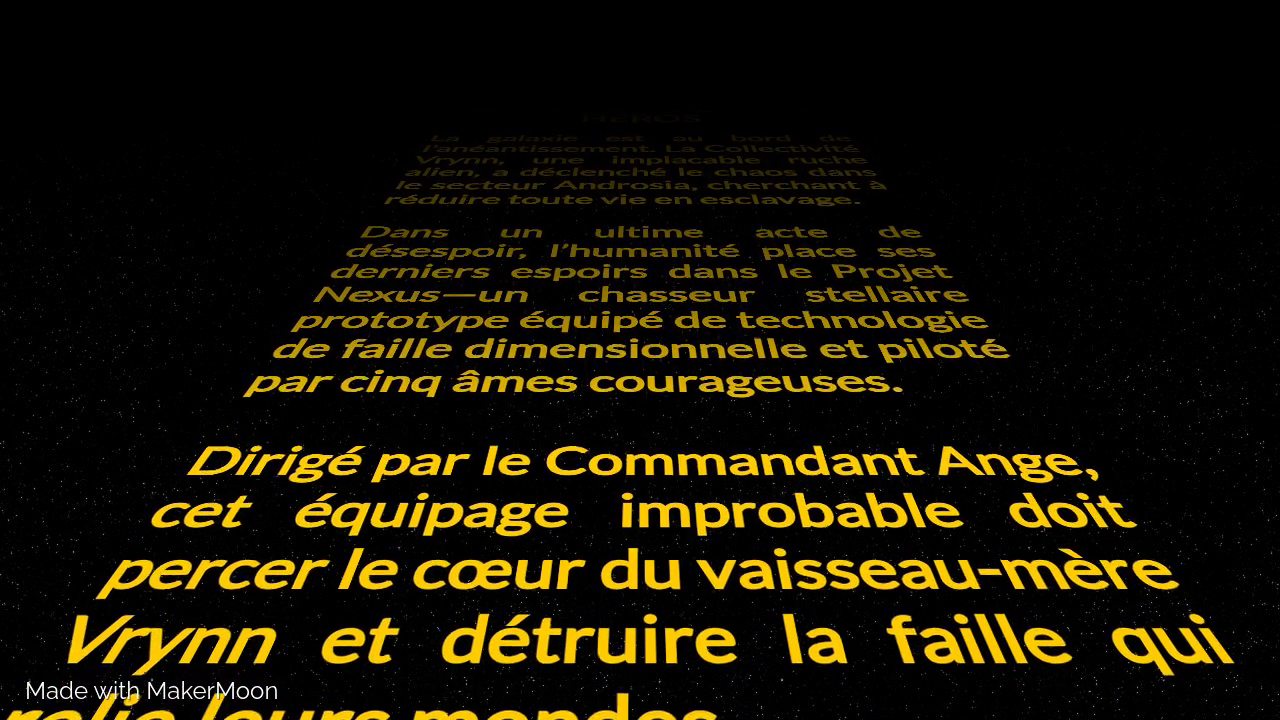 HÉROS
La galaxie est au bord de
l'anéantissement. La Collectivité
Vrynn, une implacable ruche
alien, a déclenché le chaos dans
le secteur Androsia, cherchant à
réduire toute vie en esclavage.
Dans un ultime acte de
désespoir, l'humanité place ses
derniers espoirs dans le Projet
Nexus—un chasseur stellaire
prototype équipé de technologie
de faille dimensionnelle et piloté
par cinq âmes courageuses.
Dirigé par le Commandant Ange,
cet équipage improbable doit
percer le cœur du vaisseau-mère
Vrynn et détruire la faille qui
relie leurs mondes.
Made with MakerMoon